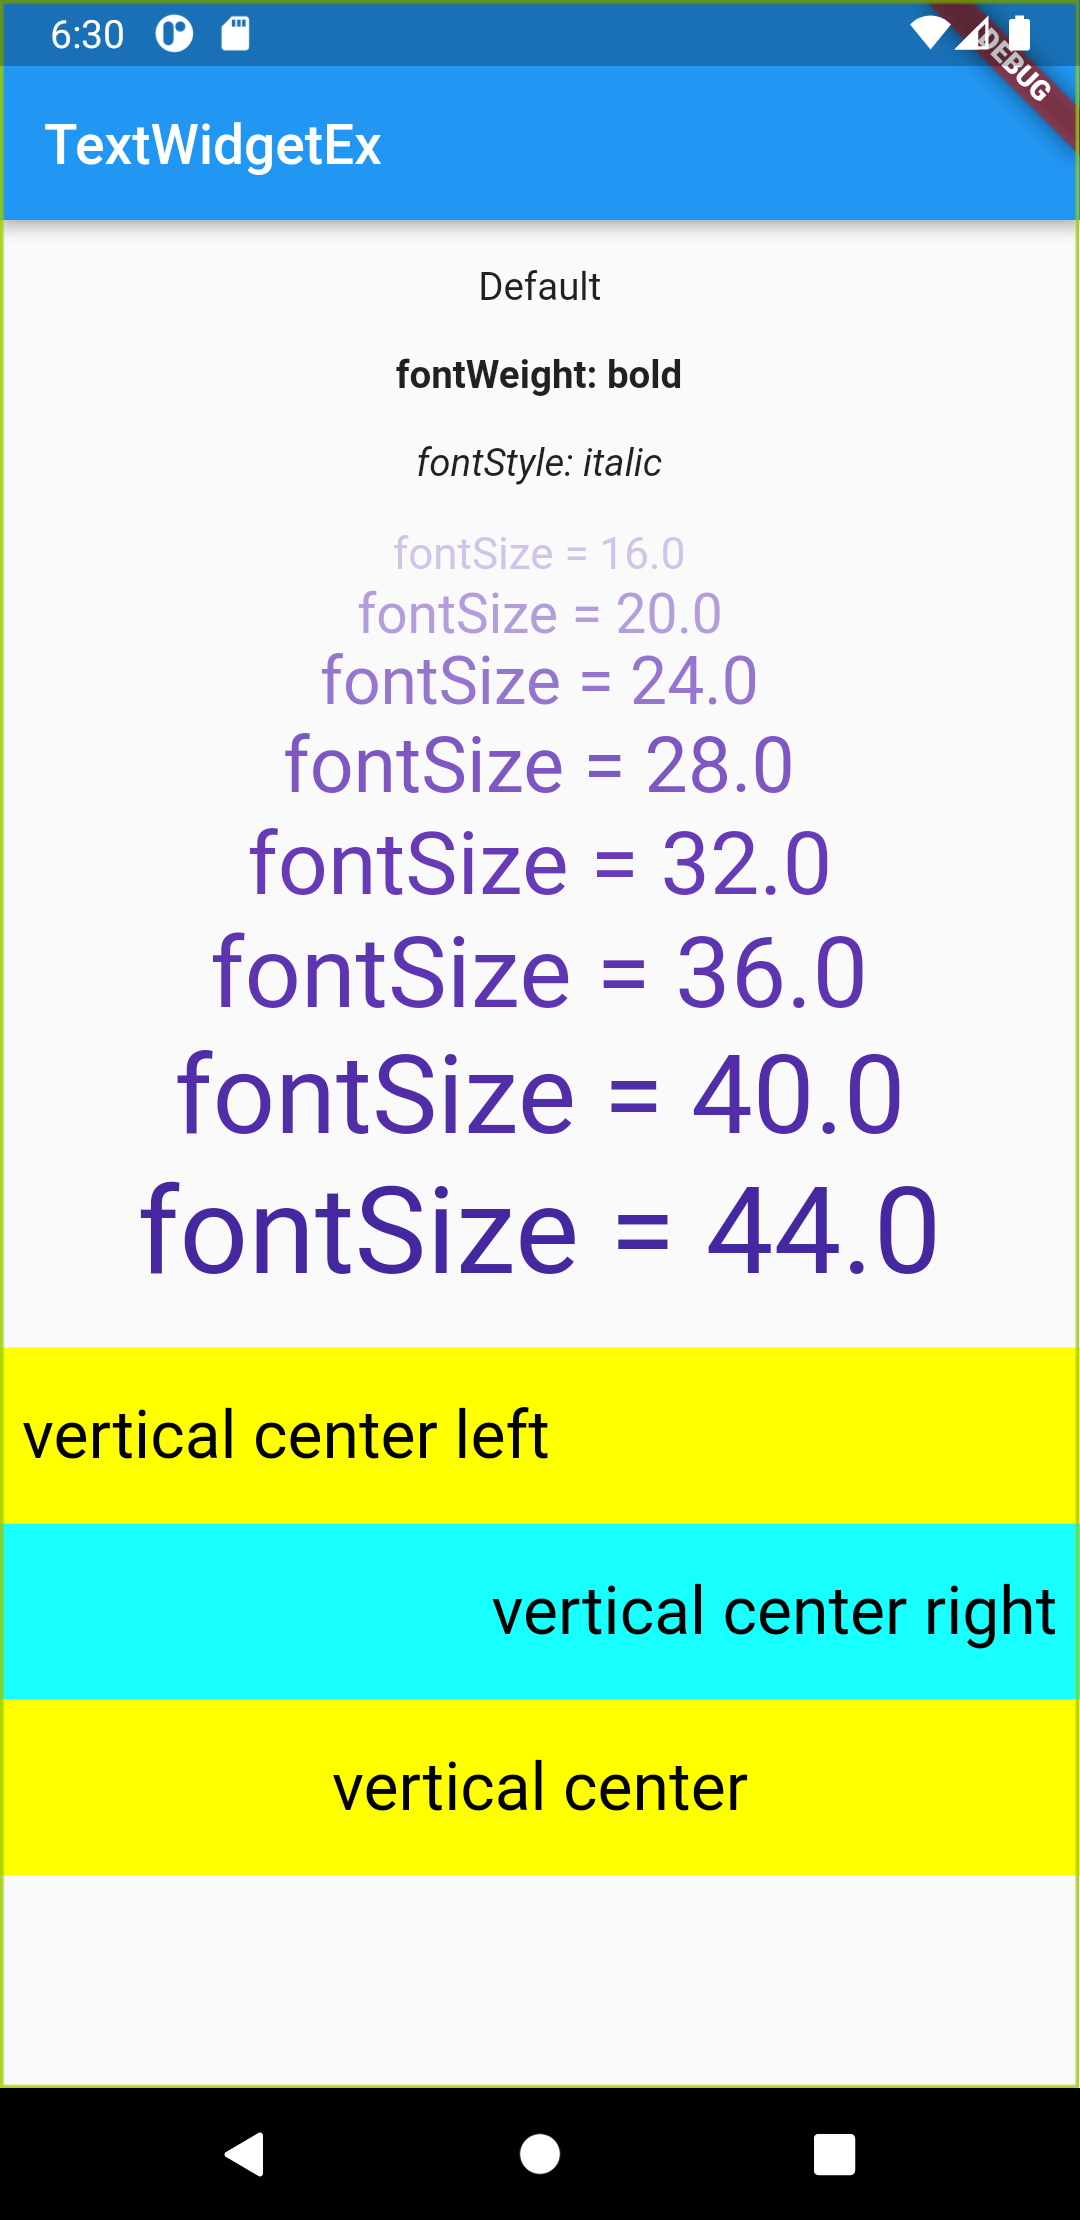 6:30
DEBUG
TextWidgetEx
Default
fontWeight: bold
fontStyle: italic
fontSize = 16.0
fontSize = 20.0
fontSize = 24.0
fontSize = 28.0
fontSize = 32.0
fontSize = 36.0
fontSize = 40.0
fontSize = 44.0
vertical center left
vertical center right
vertical center